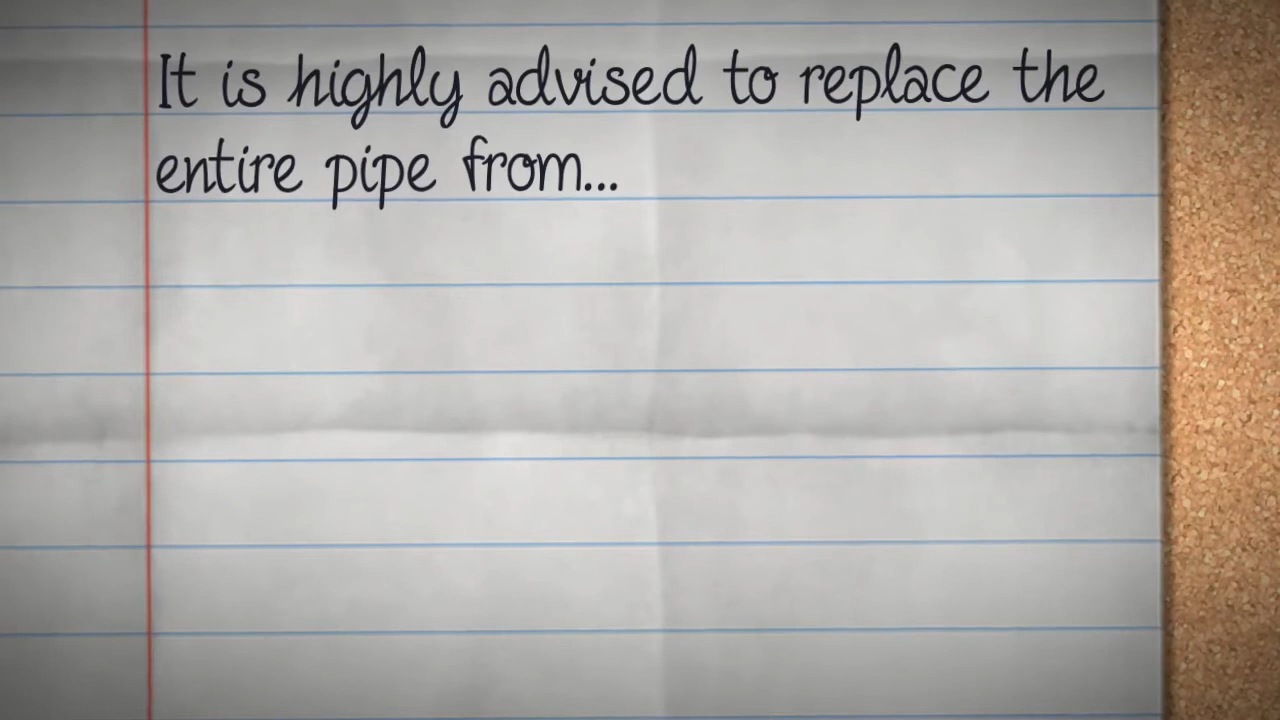 It is highly advised to replace the
entire pipe from...